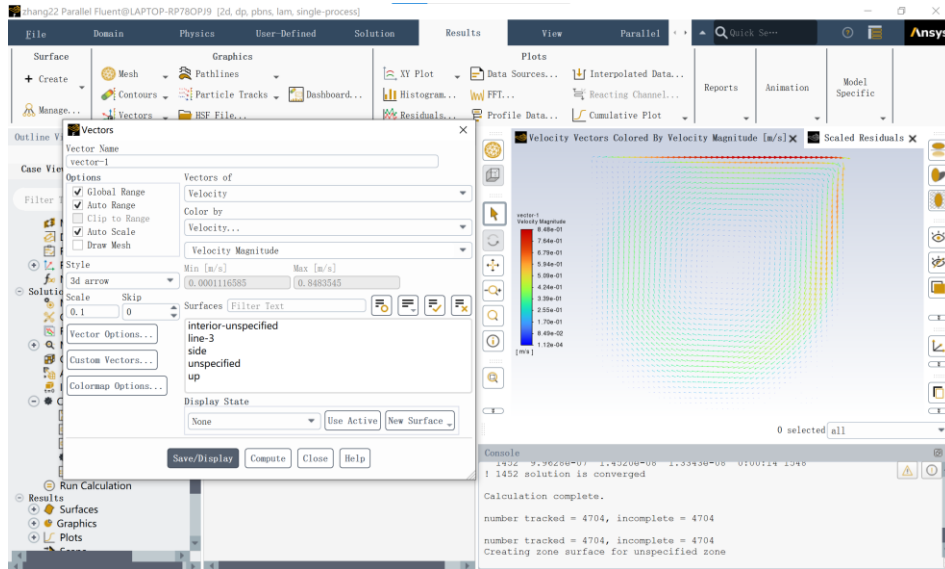 zhang22 Parallel Fluent@LAPTOP-RP78OPJ9 [2d, dp, pbns, lam, single-process]
File Domain Physics User-Defined Solution Results View Parallel Quick Se⋯ Ansys
Surface Graphics Plots
+ Create Mesh Pathlines XY Plot Data Sources... Interpolated Data...
Contours Particle Tracks Dashboard... Histogram... FFT... Reacting Channel... Reports Animation Model Specific
Manage... Vectors HSF File... Residuals... Profile Data... Cumulative Plot
Outline Vi
Case Vie
Filter T
Solutio
Run Calculation
Results
Surfaces
Graphics
Plots
Vectors
Vector Name
vector-1
Options
Global Range
Auto Range
Clip to Range
Auto Scale
Draw Mesh
Style
3d arrow
Scale Skip
0.1 0
Vector Options...
Custom Vectors...
Colormap Options...
Vectors of
Velocity
Color by
Velocity...
Velocity Magnitude
Min [m/s] Max [m/s]
0.0001116585 0.8483545
Surfaces Filter Text
interior-unspecified
line-3
side
unspecified
up
Display State
None Use Active New Surface
Save/Display Compute Close Help
Velocity Vectors Colored By Velocity Magnitude [m/s] Scaled Residuals
vector-1
Velocity Magnitude
8.48e-01
7.64e-01
6.79e-01
5.94e-01
5.09e-01
4.24e-01
3.39e-01
2.55e-01
1.70e-01
8.49e-02
1.12e-04
[m/s]
0 selected all
Console
! 1452 solution is converged
Calculation complete.
number tracked = 4704, incomplete = 4704
number tracked = 4704, incomplete = 4704
Creating zone surface for unspecified zone